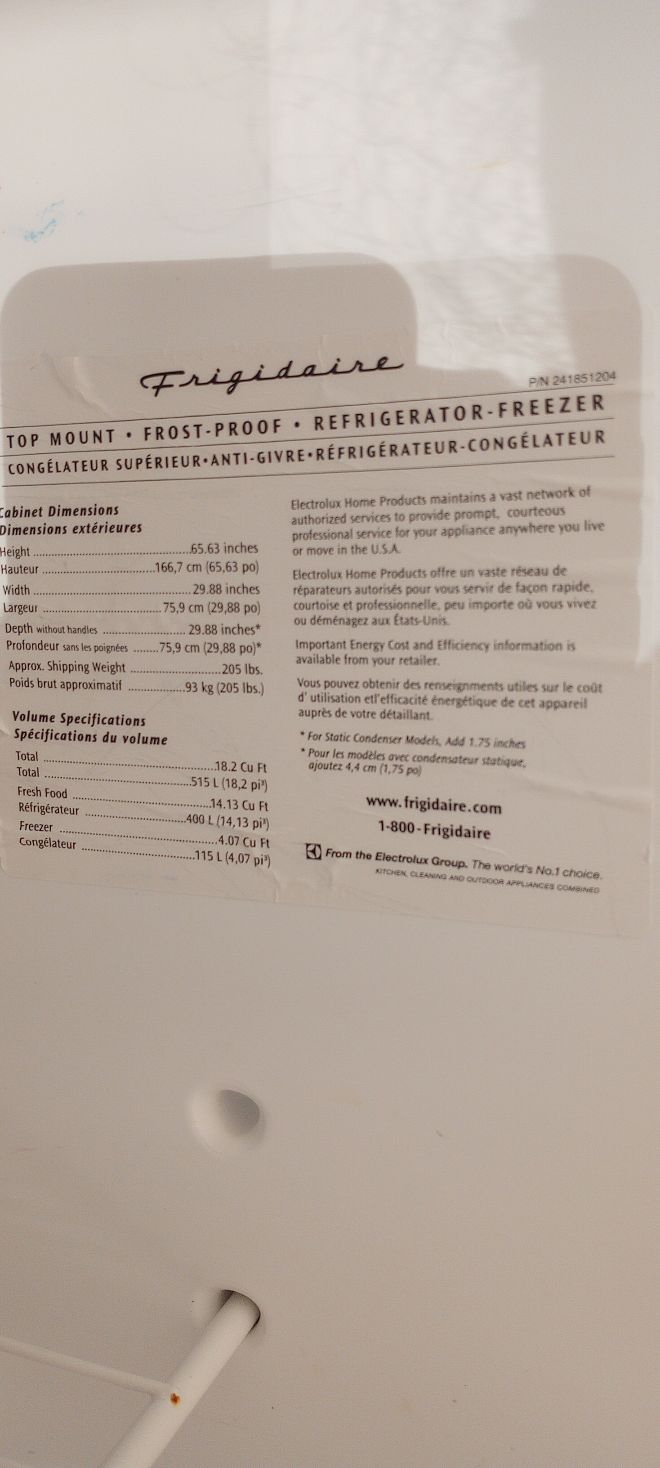 Frigidaire
P/N 241851204
TOP MOUNT • FROST-PROOF • REFRIGERATOR-FREEZER
CONGÉLATEUR SUPÉRIEUR•ANTI-GIVRE•RÉFRIGÉRATEUR-CONGÉLATEUR
Cabinet Dimensions
Dimensions extérieures
Height ........................................65.63 inches
Hauteur .............................166,7 cm (65,63 po)
Width .........................................29.88 inches
Largeur ..............................75,9 cm (29,88 po)
Depth without handles .....................29.88 inches*
Profondeur sans les poignées ........75,9 cm (29,88 po)*
Approx. Shipping Weight .......................205 lbs.
Poids brut approximatif ...............93 kg (205 lbs.)
Volume Specifications
Spécifications du volume
Total ...........................................18.2 Cu Ft
Total .....................................515 L (18,2 pi³)
Fresh Food ....................................14.13 Cu Ft
Réfrigérateur ..........................400 L (14,13 pi³)
Freezer ........................................4.07 Cu Ft
Congélateur .............................115 L (4,07 pi³)
Electrolux Home Products maintains a vast network of
authorized services to provide prompt, courteous
professional service for your appliance anywhere you live
or move in the U.S.A.
Electrolux Home Products offre un vaste réseau de
réparateurs autorisés pour vous servir de façon rapide,
courtoise et professionnelle, peu importe où vous vivez
ou déménagez aux États-Unis.
Important Energy Cost and Efficiency information is
available from your retailer.
Vous pouvez obtenir des renseignments utiles sur le coût
d' utilisation etl'efficacité énergétique de cet appareil
auprès de votre détaillant.
* For Static Condenser Models, Add 1.75 inches
* Pour les modèles avec condensateur statique,
ajoutez 4,4 cm (1,75 po)
www.frigidaire.com
1-800-Frigidaire
From the Electrolux Group. The world's No.1 choice.
KITCHEN, CLEANING AND OUTDOOR APPLIANCES COMBINED